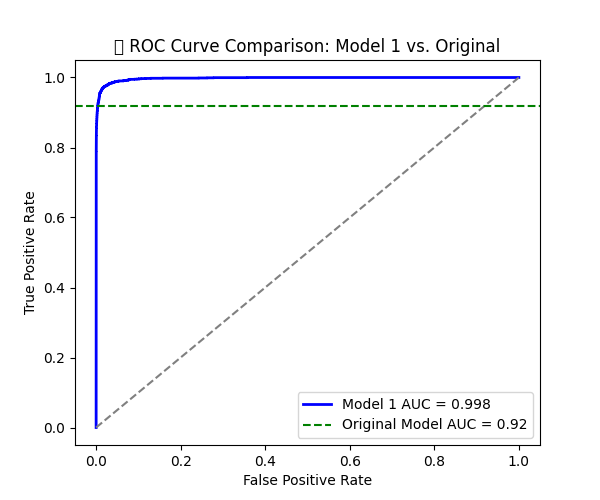 ROC Curve Comparison: Model 1 vs. Original
True Positive Rate
1.0
0.8
0.6
0.4
0.2
0.0
Model 1 AUC = 0.998
Original Model AUC = 0.92
0.0 0.2 0.4 0.6 0.8 1.0
False Positive Rate